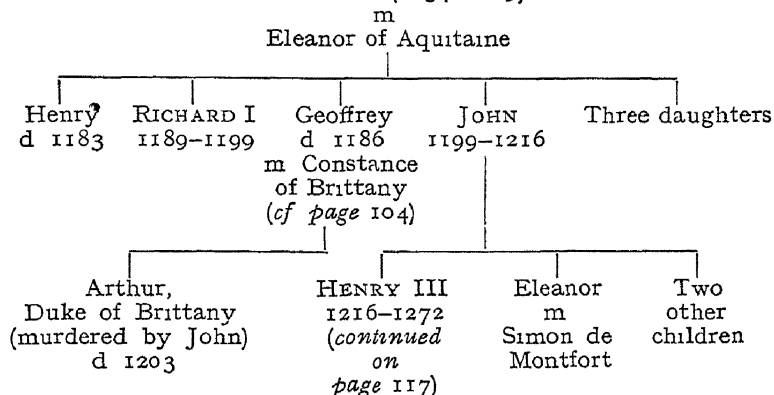 m
Eleanor of Aquitaine
Henry RICHARD I Geoffrey JOHN Three daughters
d 1183 1189–1199 d 1186 1199–1216
m Constance
of Brittany
(cf page 104)
Arthur, HENRY III Eleanor Two
Duke of Brittany 1216–1272 m other
(murdered by John) (continued Simon de children
d 1203 on Montfort
page 117)